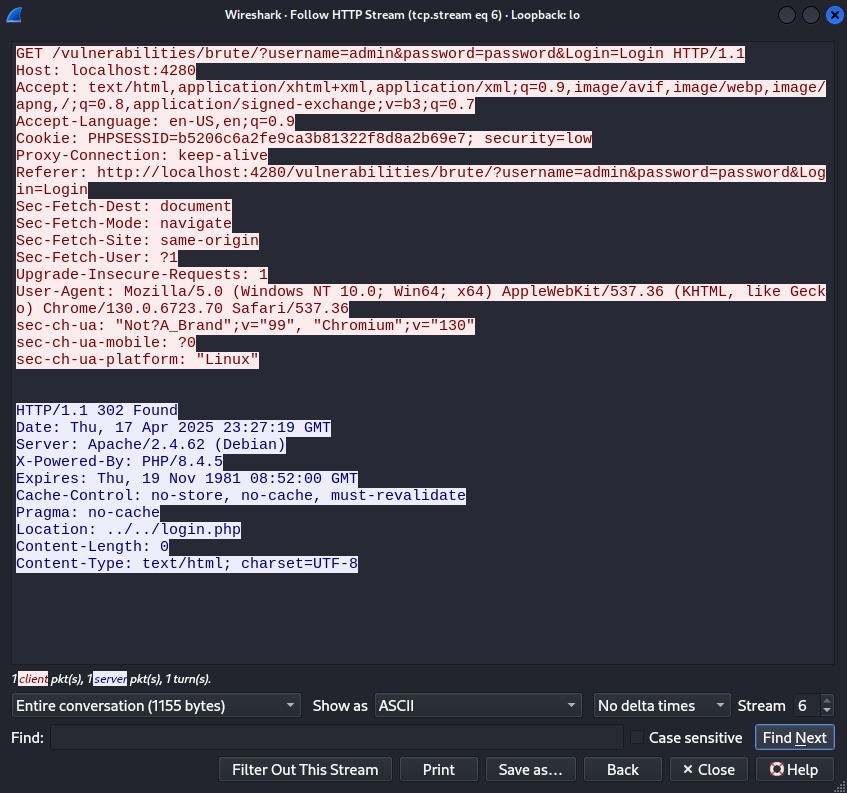 Wireshark · Follow HTTP Stream (tcp.stream eq 6) · Loopback: lo
GET /vulnerabilities/brute/?username=admin&password=password&Login=Login HTTP/1.1
Host: localhost:4280
Accept: text/html,application/xhtml+xml,application/xml;q=0.9,image/avif,image/webp,image/
apng,/;q=0.8,application/signed-exchange;v=b3;q=0.7
Accept-Language: en-US,en;q=0.9
Cookie: PHPSESSID=b5206c6a2fe9ca3b81322f8d8a2b69e7; security=low
Proxy-Connection: keep-alive
Referer: http://localhost:4280/vulnerabilities/brute/?username=admin&password=password&Log
in=Login
Sec-Fetch-Dest: document
Sec-Fetch-Mode: navigate
Sec-Fetch-Site: same-origin
Sec-Fetch-User: ?1
Upgrade-Insecure-Requests: 1
User-Agent: Mozilla/5.0 (Windows NT 10.0; Win64; x64) AppleWebKit/537.36 (KHTML, like Geck
o) Chrome/130.0.6723.70 Safari/537.36
sec-ch-ua: "Not?A_Brand";v="99", "Chromium";v="130"
sec-ch-ua-mobile: ?0
sec-ch-ua-platform: "Linux"
HTTP/1.1 302 Found
Date: Thu, 17 Apr 2025 23:27:19 GMT
Server: Apache/2.4.62 (Debian)
X-Powered-By: PHP/8.4.5
Expires: Thu, 19 Nov 1981 08:52:00 GMT
Cache-Control: no-store, no-cache, must-revalidate
Pragma: no-cache
Location: ../../login.php
Content-Length: 0
Content-Type: text/html; charset=UTF-8
1 client pkt(s), 1 server pkt(s), 1 turn(s).
Entire conversation (1155 bytes) Show as ASCII No delta times Stream 6
Find: Case sensitive Find Next
Filter Out This Stream Print Save as… Back Close Help